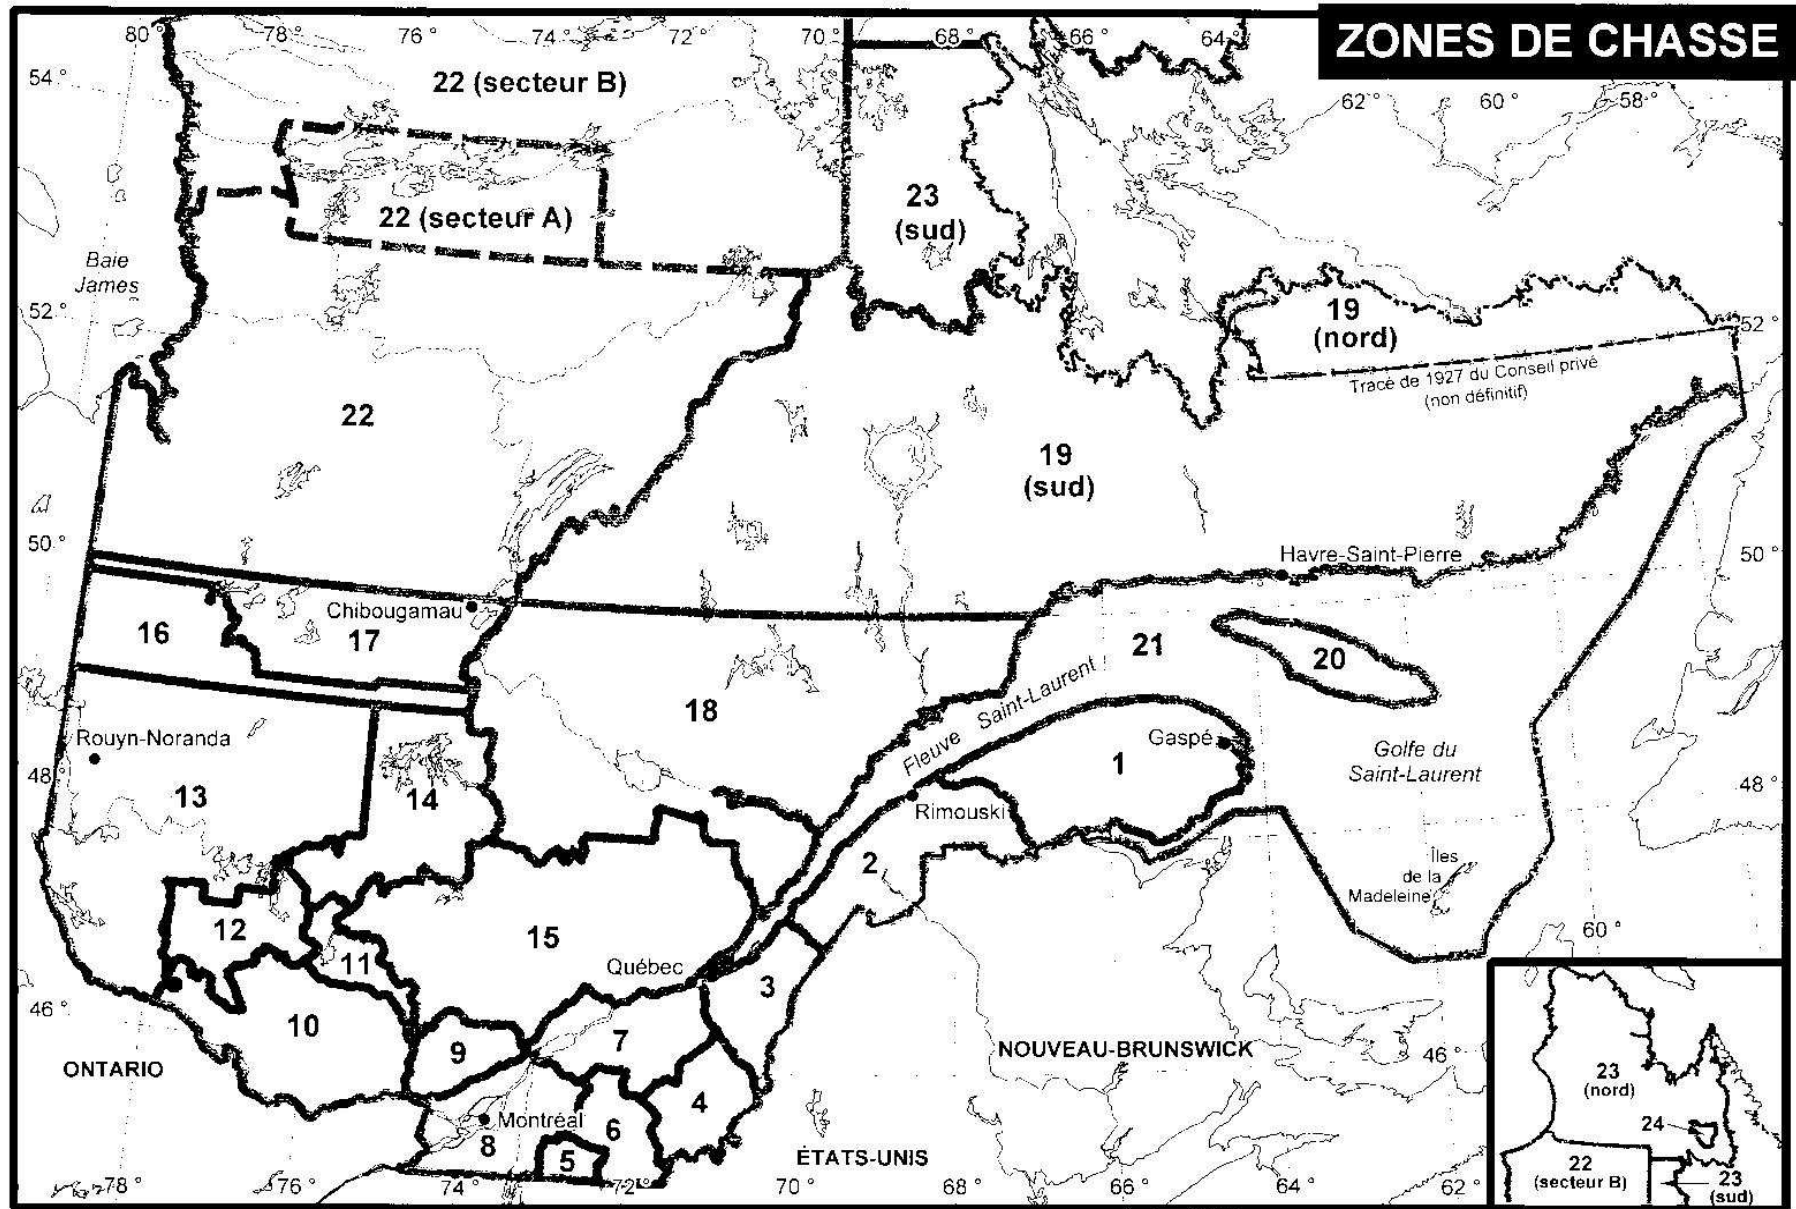 ZONES DE CHASSE
80 ° 78 ° 76 ° 74 ° 72 ° 70 ° 68 ° 66 ° 64 °
62 ° 60 ° 58 °
54 °
22 (secteur B)
22 (secteur A)
23
(sud)
Baie
James
52 °
19
(nord)
52 °
Tracé de 1927 du Conseil privé
(non définitif)
22
19
(sud)
50 °
Havre-Saint-Pierre
50 °
Chibougamau
16
17
21
20
18
Fleuve Saint-Laurent
Rouyn-Noranda
Gaspé
1
Golfe du
Saint-Laurent
48 °
13
14
Rimouski
48 °
2
Îles
de la
Madeleine
12
15
11
Québec
3
60 °
46 °
10
9
7
NOUVEAU-BRUNSWICK
46 °
ONTARIO
4
Montréal
6
8
5
ÉTATS-UNIS
78 ° 76 ° 74 ° 72 ° 70 ° 68 ° 66 ° 64 ° 62 °
23
(nord)
24
22
(secteur B)
23
(sud)